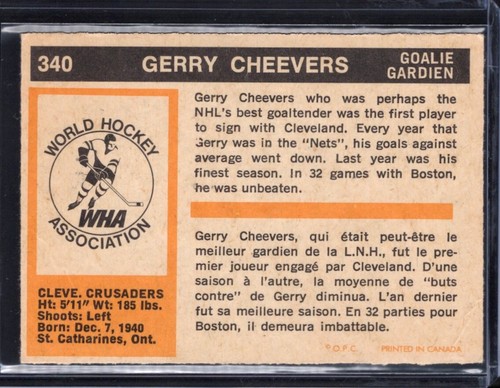 340 GERRY CHEEVERS GOALIE
GARDIEN
WORLD HOCKEY
WHA
ASSOCIATION
CLEVE. CRUSADERS
Ht: 5'11" Wt: 185 lbs.
Shoots: Left
Born: Dec. 7, 1940
St. Catharines, Ont.
Gerry Cheevers who was perhaps the
NHL's best goaltender was the first player
to sign with Cleveland. Every year that
Gerry was in the "Nets", his goals against
average went down. Last year was his
finest season. In 32 games with Boston,
he was unbeaten.
Gerry Cheevers, qui était peut-être le
meilleur gardien de la L.N.H., fut le pre-
mier joueur engagé par Cleveland. D'une
saison à l'autre, la moyenne de "buts
contre" de Gerry diminua. L'an dernier
fut sa meilleure saison. En 32 parties pour
Boston, il demeura imbattable.
© O.P.C. PRINTED IN CANADA